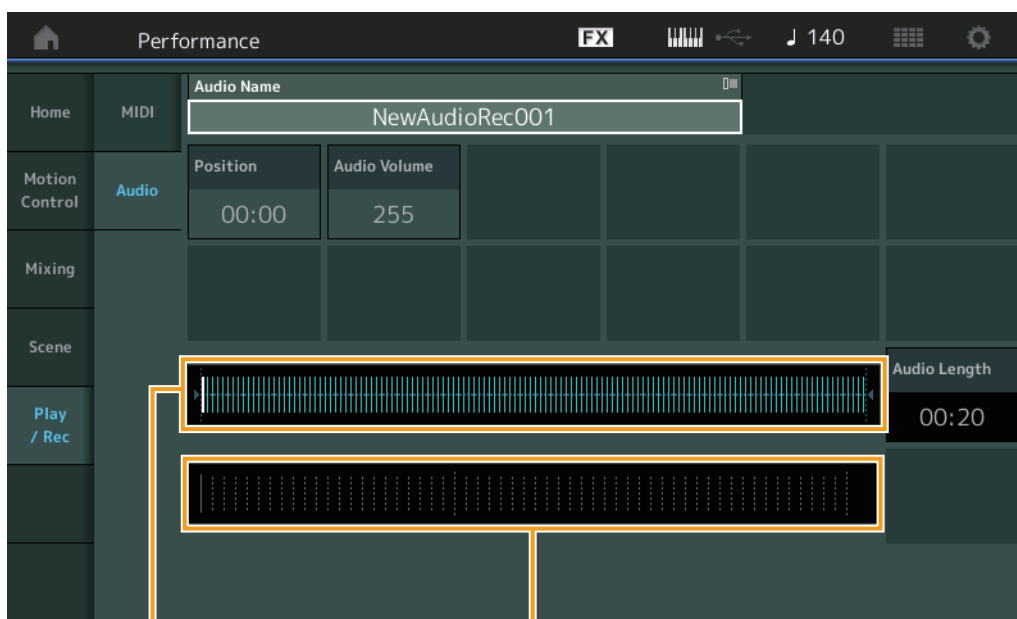 Performance
FX
140
Home
MIDI
Audio Name
NewAudioRec001
Motion
Control
Audio
Position
Audio Volume
00:00
255
Mixing
Scene
Audio Length
Play
/ Rec
00:20